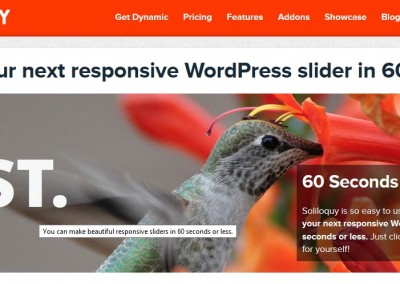 Y
Get Dynamic Pricing Features Addons Showcase Blog
ur next responsive WordPress slider in 60
ST.
You can make beautiful responsive sliders in 60 seconds or less.
60 Seconds
Soliloquy is so easy to us
your next responsive Wo
seconds or less. Just clic
for yourself!